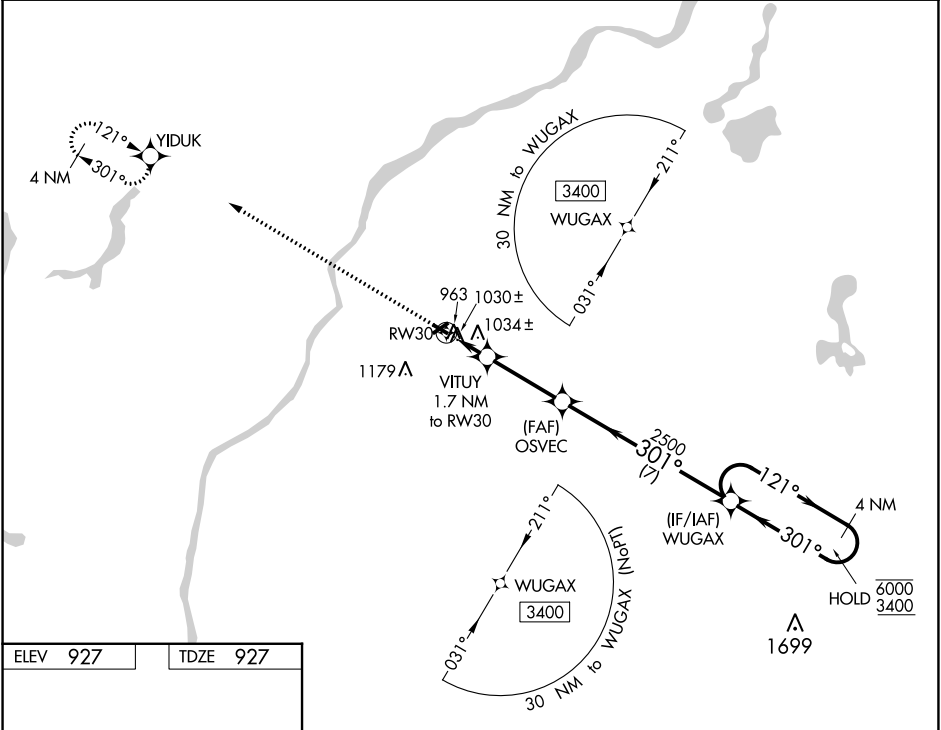 121°
YIDUK
4 NM
301°
30 NM to WUGAX
211°
3400
WUGAX
031°
963
1030±
RW30
1034±
1179
VITUY
1.7 NM
to RW30
(FAF)
OSVEC
2500
301°
(7)
121°
4 NM
(IF/IAF)
WUGAX
301°
HOLD
6000
3400
1699
211°
WUGAX
3400
031°
30 NM to WUGAX (NoPT)
ELEV 927
TDZE 927